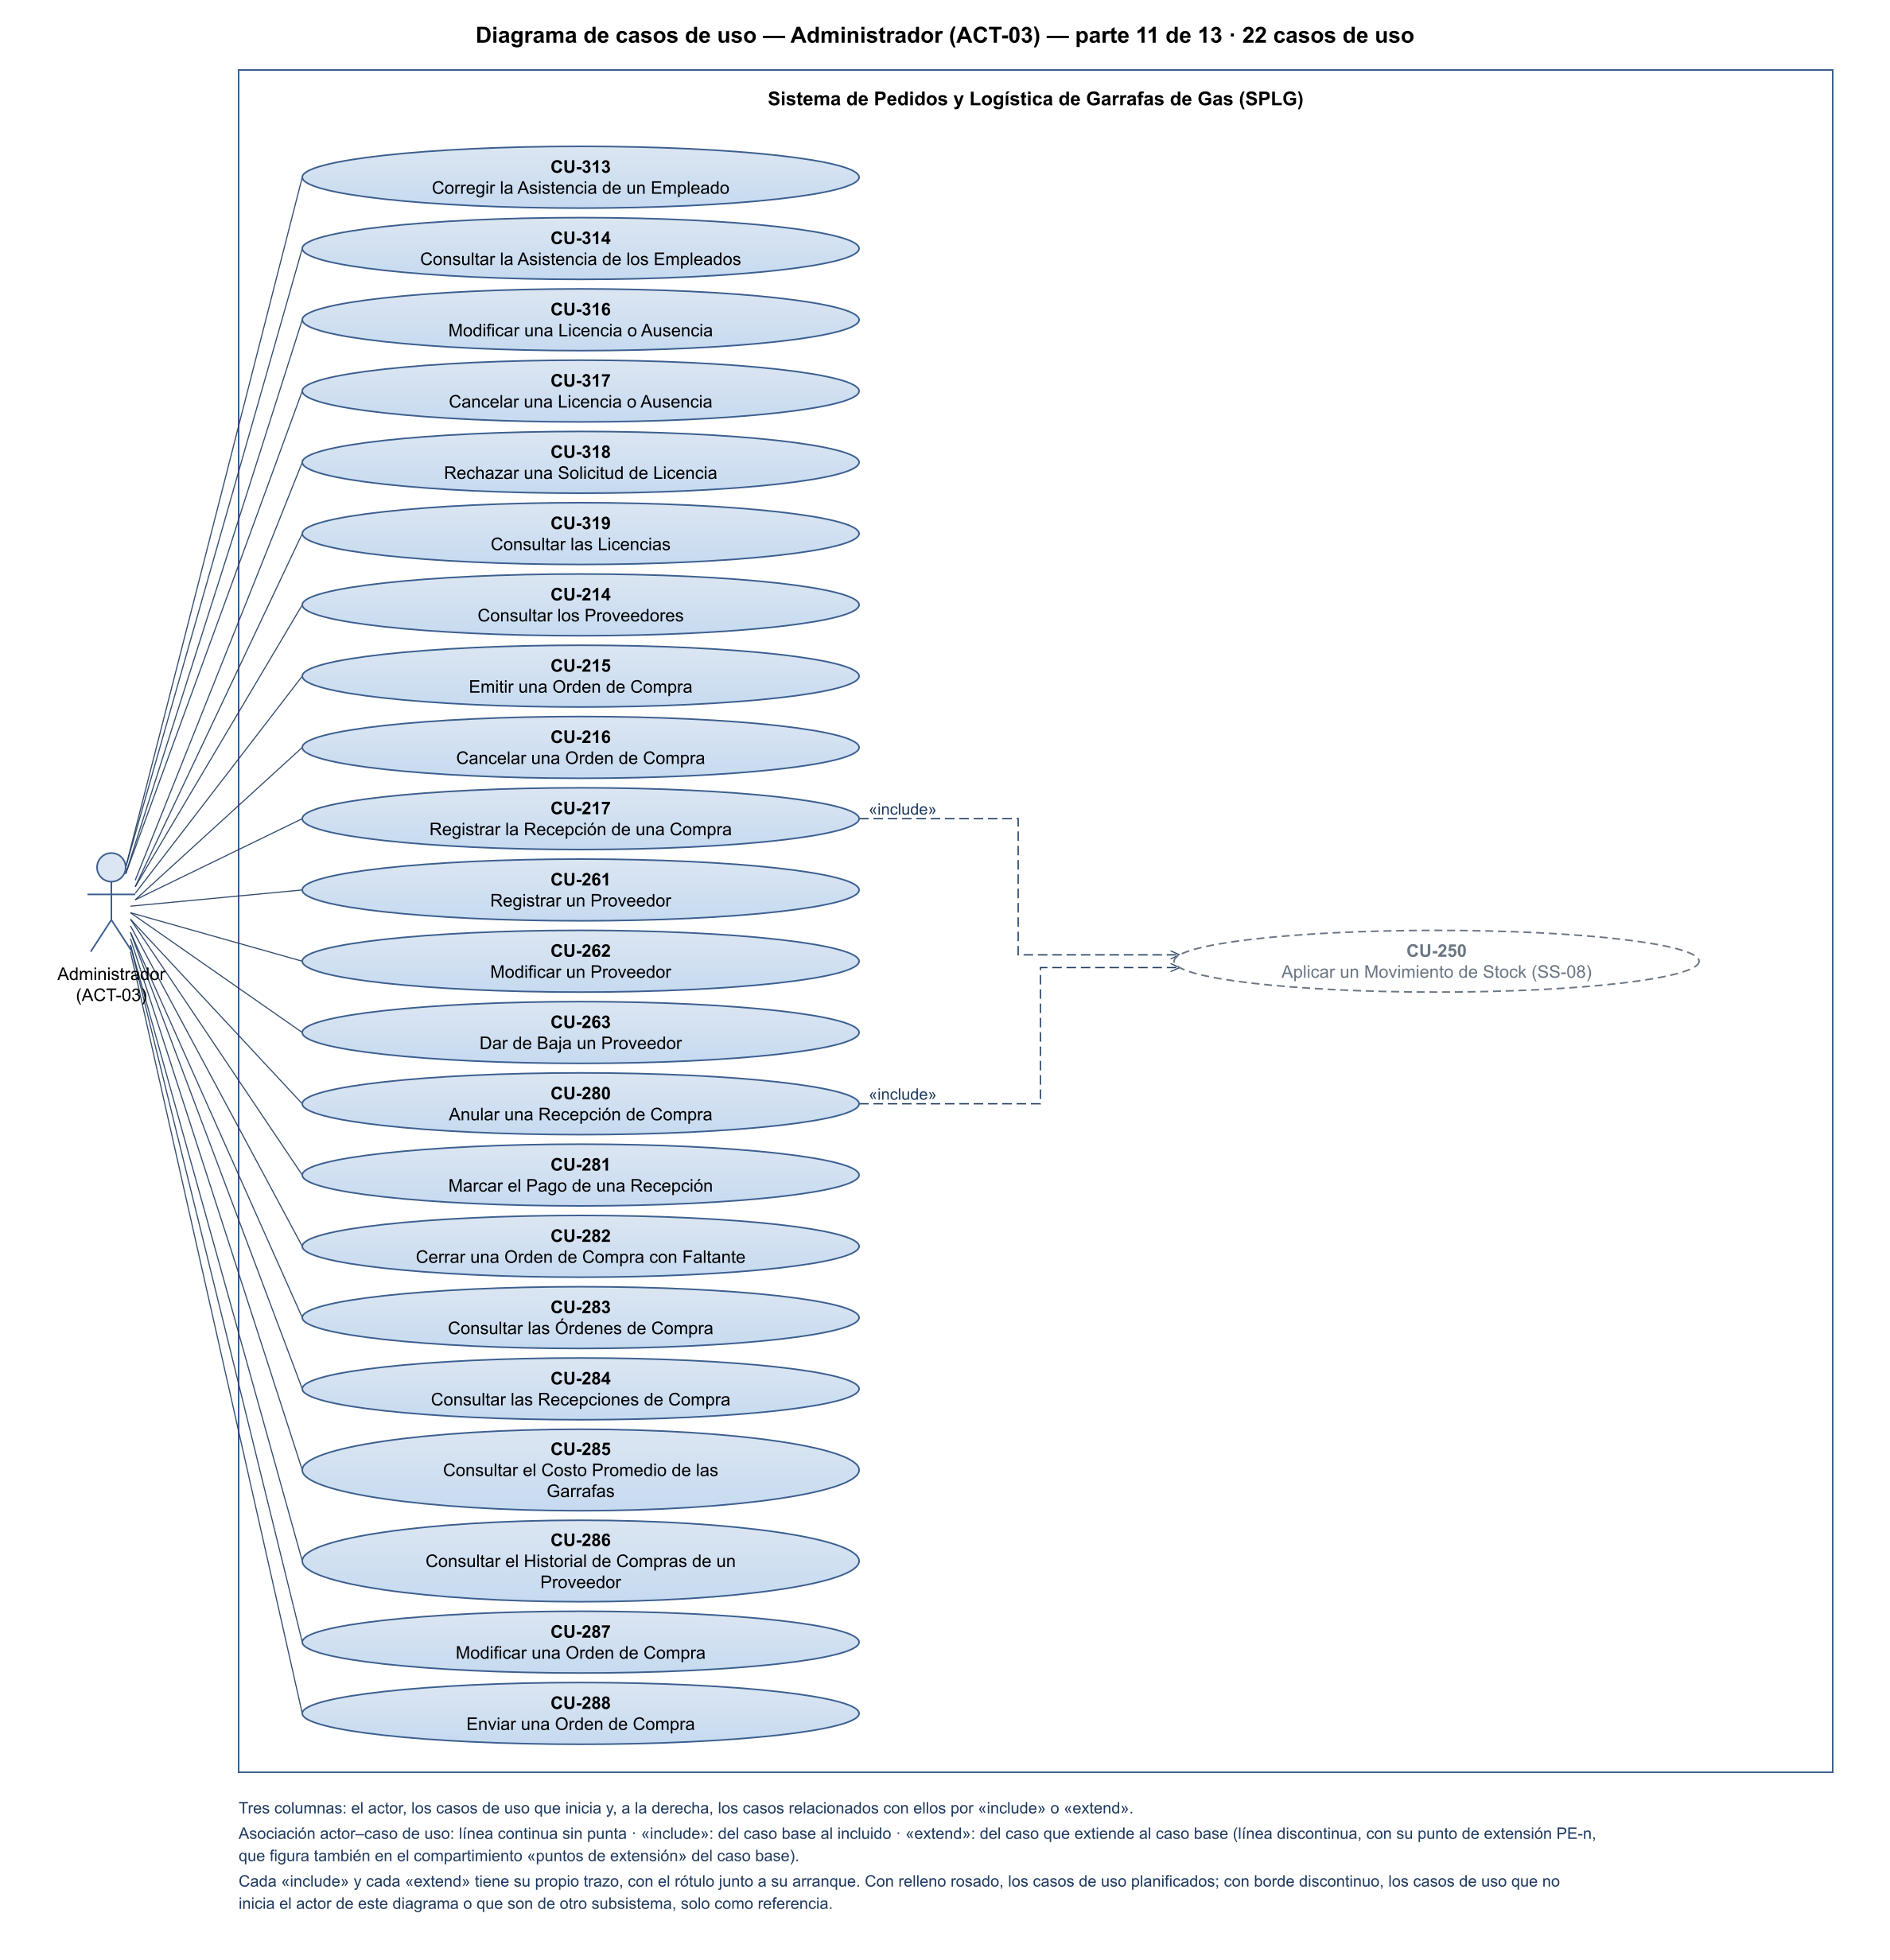 Diagrama de casos de uso — Administrador (ACT-03) — parte 11 de 13 · 22 casos de uso
Sistema de Pedidos y Logística de Garrafas de Gas (SPLG)
CU-313
Corregir la Asistencia de un Empleado
CU-314
Consultar la Asistencia de los Empleados
CU-316
Modificar una Licencia o Ausencia
CU-317
Cancelar una Licencia o Ausencia
CU-318
Rechazar una Solicitud de Licencia
CU-319
Consultar las Licencias
CU-214
Consultar los Proveedores
CU-215
Emitir una Orden de Compra
CU-216
Cancelar una Orden de Compra
CU-217
Registrar la Recepción de una Compra
«include»
CU-261
Registrar un Proveedor
CU-262
Modificar un Proveedor
CU-250
Aplicar un Movimiento de Stock (SS-08)
Administrador
(ACT-03)
CU-263
Dar de Baja un Proveedor
CU-280
Anular una Recepción de Compra
«include»
CU-281
Marcar el Pago de una Recepción
CU-282
Cerrar una Orden de Compra con Faltante
CU-283
Consultar las Órdenes de Compra
CU-284
Consultar las Recepciones de Compra
CU-285
Consultar el Costo Promedio de las
Garrafas
CU-286
Consultar el Historial de Compras de un
Proveedor
CU-287
Modificar una Orden de Compra
CU-288
Enviar una Orden de Compra
Tres columnas: el actor, los casos de uso que inicia y, a la derecha, los casos relacionados con ellos por «include» o «extend».
Asociación actor–caso de uso: línea continua sin punta · «include»: del caso base al incluido · «extend»: del caso que extiende al caso base (línea discontinua, con su punto de extensión PE-n,
que figura también en el compartimiento «puntos de extensión» del caso base).
Cada «include» y cada «extend» tiene su propio trazo, con el rótulo junto a su arranque. Con relleno rosado, los casos de uso planificados; con borde discontinuo, los casos de uso que no
inicia el actor de este diagrama o que son de otro subsistema, solo como referencia.